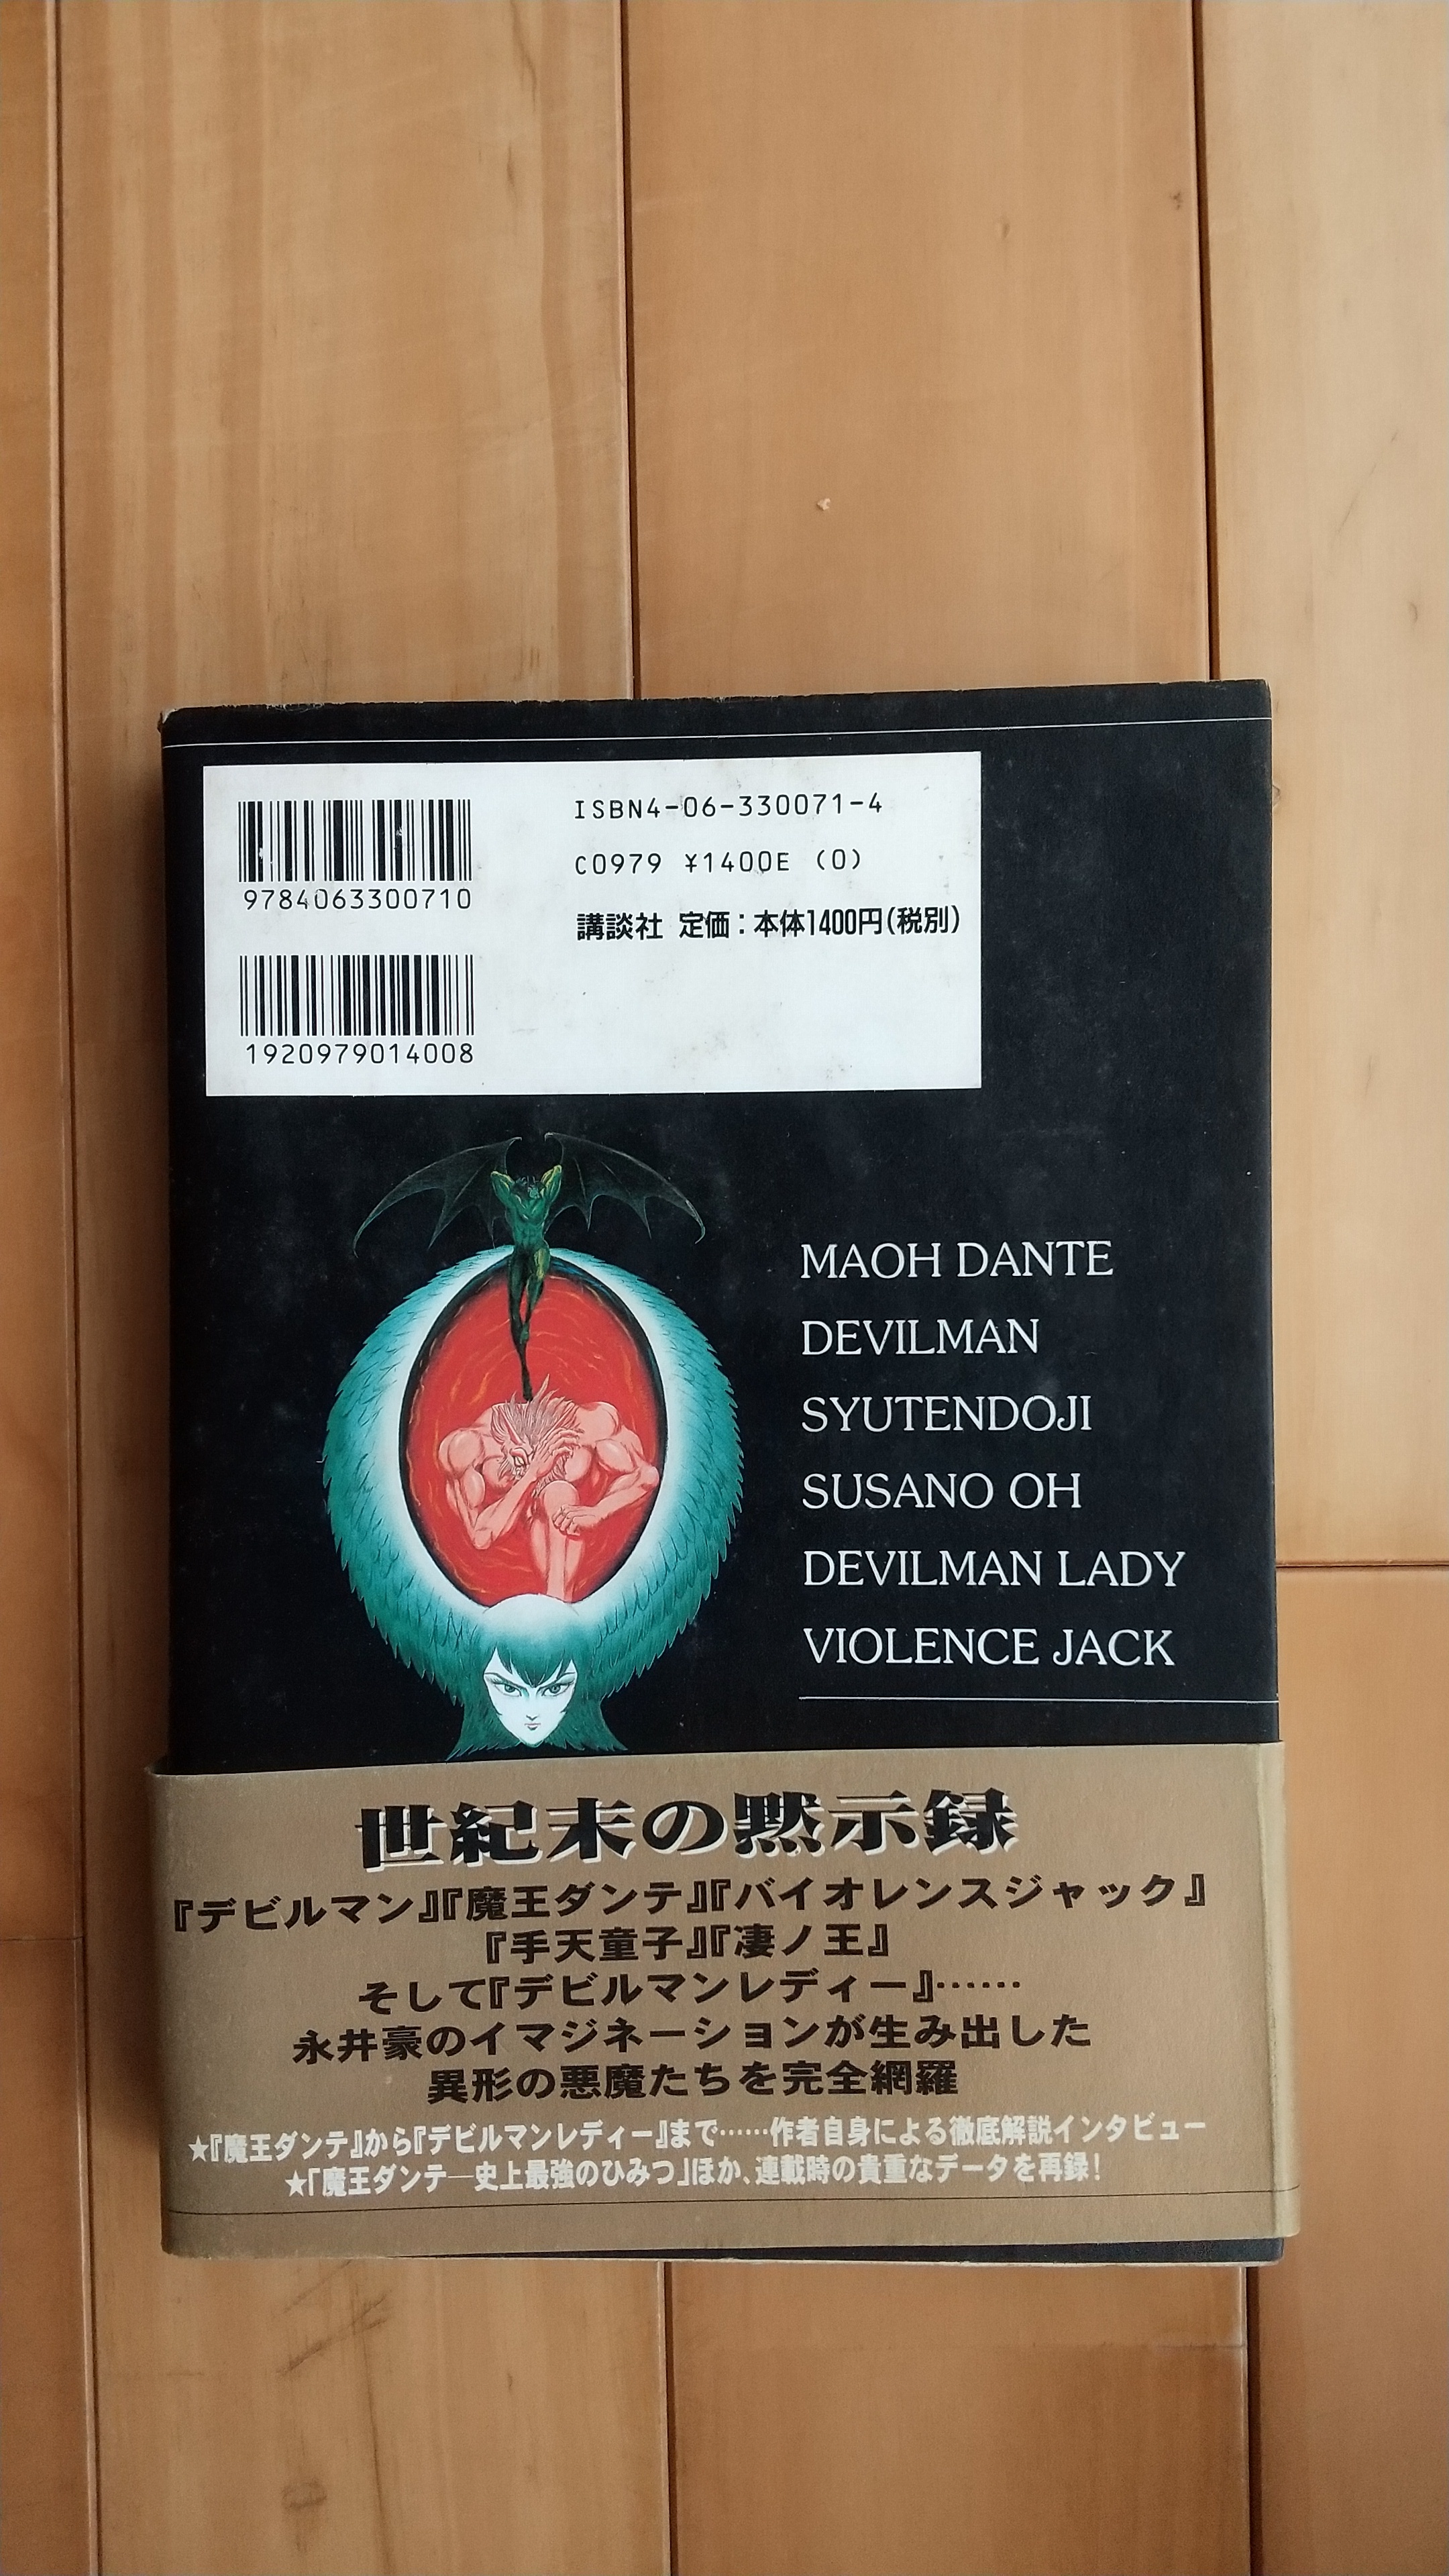 9784063300710
1920979014008
ISBN4-06-330071-4
C0979 ¥1400E (0)
講談社 定価：本体1400円(税別)
MAOH DANTE
DEVILMAN
SYUTENDOJI
SUSANO OH
DEVILMAN LADY
VIOLENCE JACK
世紀末の黙示録
『デビルマン』『魔王ダンテ』『バイオレンスジャック』
『手天童子』『凄ノ王』
そして『デビルマンレディー』……
永井豪のイマジネーションが生み出した
異形の悪魔たちを完全網羅
★『魔王ダンテ』から『デビルマンレディー』まで……作者自身による徹底解説インタビュー
★「魔王ダンテ―史上最強のひみつ」ほか、連載時の貴重なデータを再録！